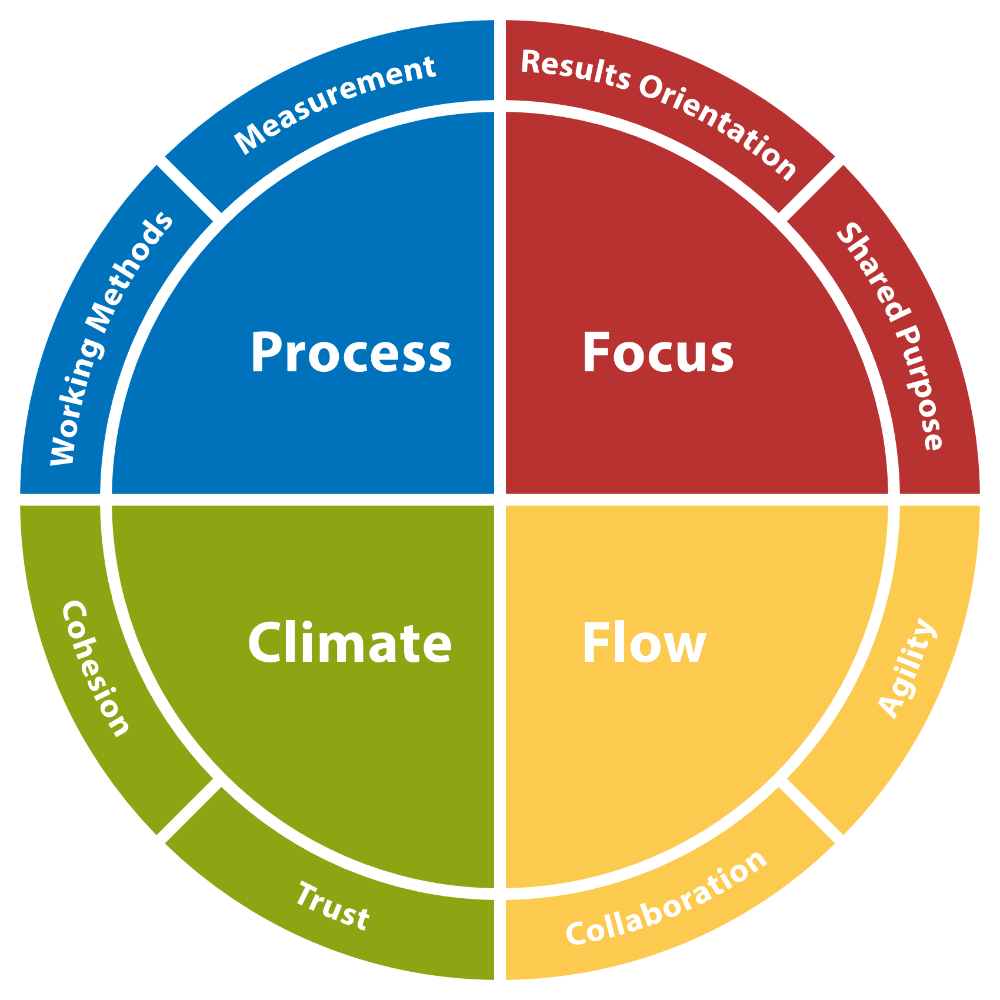 Measurement
Results Orientation
Working Methods
Shared Purpose
Process
Focus
Climate
Flow
Cohesion
Agility
Trust
Collaboration